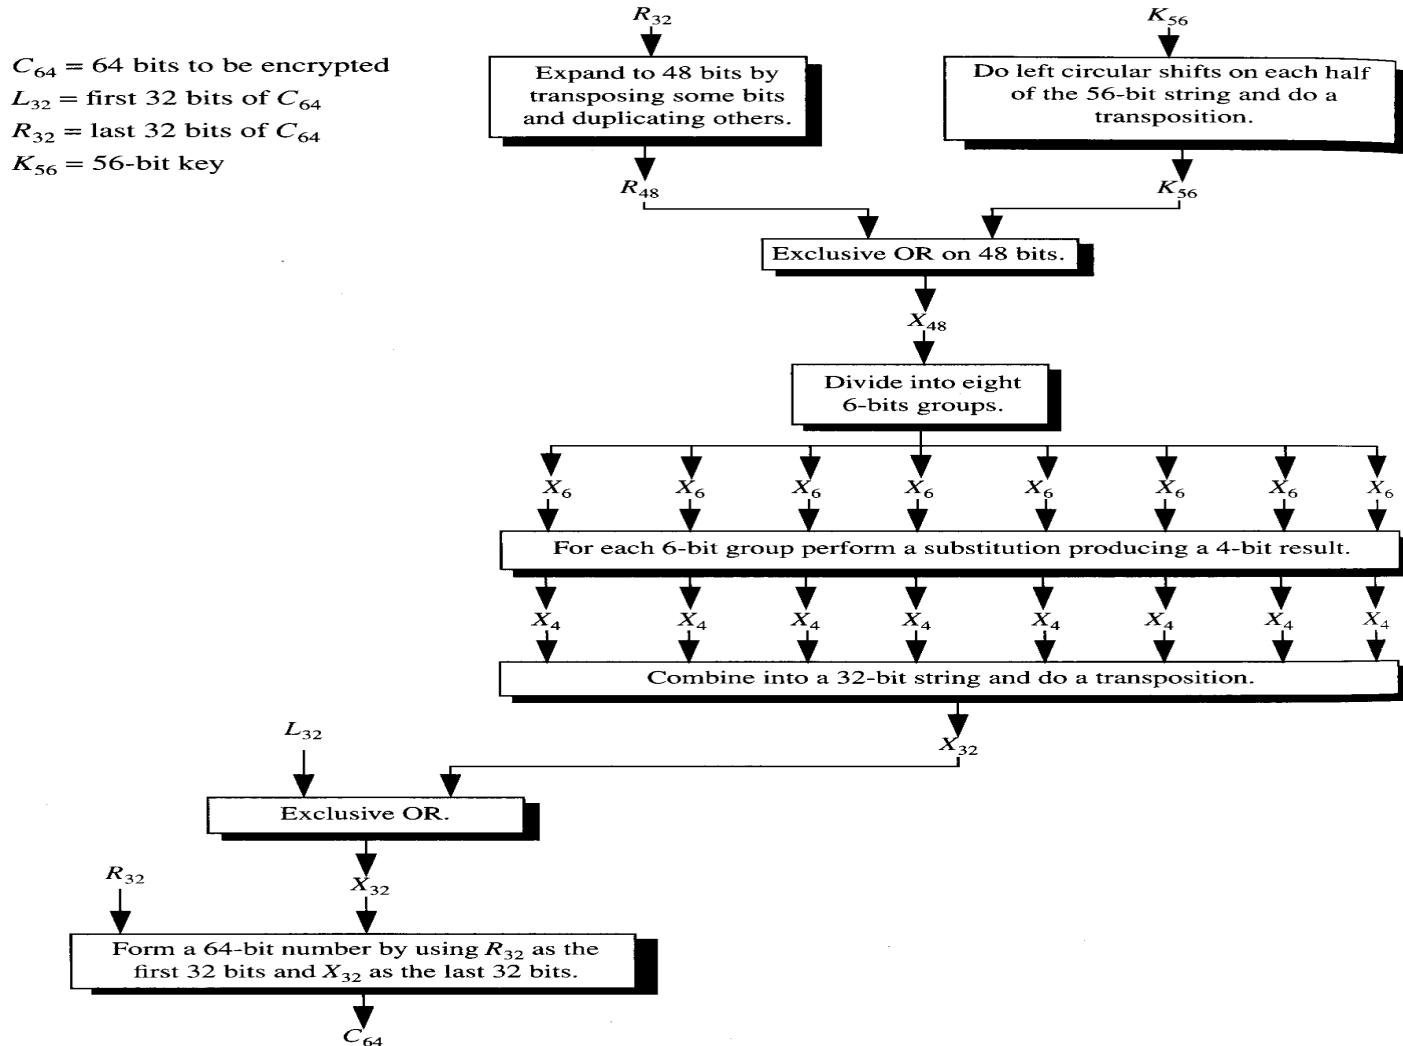 C64 = 64 bits to be encrypted
L32 = first 32 bits of C64
R32 = last 32 bits of C64
K56 = 56-bit key
R32
K56
Expand to 48 bits by
transposing some bits
and duplicating others.
Do left circular shifts on each half
of the 56-bit string and do a
transposition.
R48
K56
Exclusive OR on 48 bits.
X48
Divide into eight
6-bits groups.
X6 X6 X6 X6 X6 X6 X6 X6
For each 6-bit group perform a substitution producing a 4-bit result.
X4 X4 X4 X4 X4 X4 X4 X4
Combine into a 32-bit string and do a transposition.
L32
X32
Exclusive OR.
R32
X32
Form a 64-bit number by using R32 as the
first 32 bits and X32 as the last 32 bits.
C64